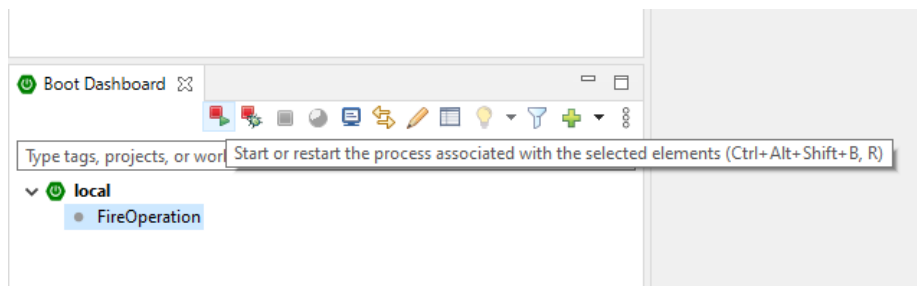 Boot Dashboard
Type tags, projects, or wor
Start or restart the process associated with the selected elements (Ctrl+Alt+Shift+B, R)
local
FireOperation